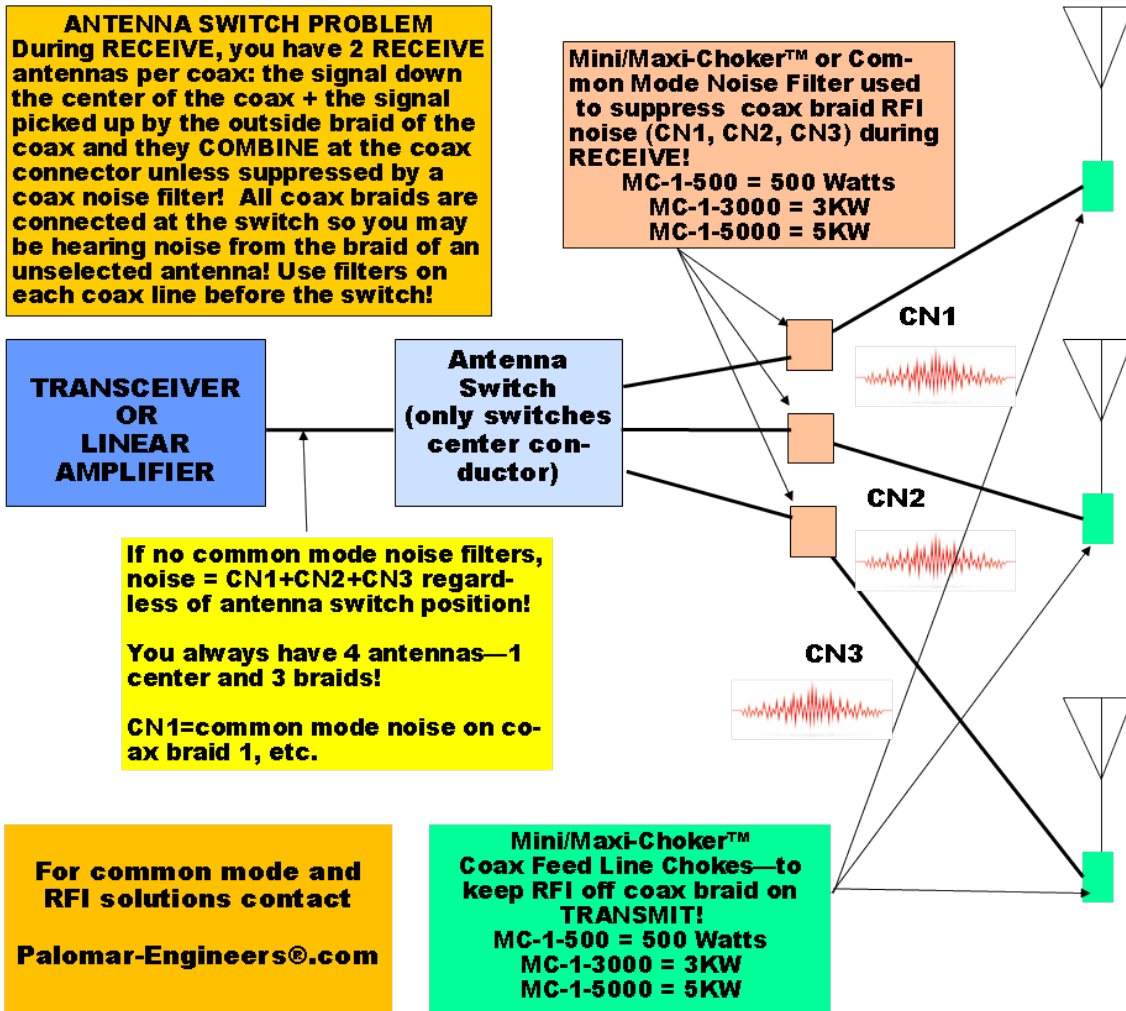 ANTENNA SWITCH PROBLEM
During RECEIVE, you have 2 RECEIVE
antennas per coax: the signal down
the center of the coax + the signal
picked up by the outside braid of the
coax and they COMBINE at the coax
connector unless suppressed by a
coax noise filter!  All coax braids are
connected at the switch so you may
be hearing noise from the braid of an
unselected antenna! Use filters on
each coax line before the switch!
Mini/Maxi-Choker™ or Com-
mon Mode Noise Filter used
to suppress  coax braid RFI
noise (CN1, CN2, CN3) during
RECEIVE!
MC-1-500 = 500 Watts
MC-1-3000 = 3KW
MC-1-5000 = 5KW
TRANSCEIVER
OR
LINEAR
AMPLIFIER
Antenna
Switch
(only switches
center con-
ductor)
CN1
CN2
CN3
If no common mode noise filters,
noise = CN1+CN2+CN3 regard-
less of antenna switch position!
You always have 4 antennas—1
center and 3 braids!
CN1=common mode noise on co-
ax braid 1, etc.
For common mode and
RFI solutions contact
Palomar-Engineers®.com
Mini/Maxi-Choker™
Coax Feed Line Chokes—to
keep RFI off coax braid on
TRANSMIT!
MC-1-500 = 500 Watts
MC-1-3000 = 3KW
MC-1-5000 = 5KW